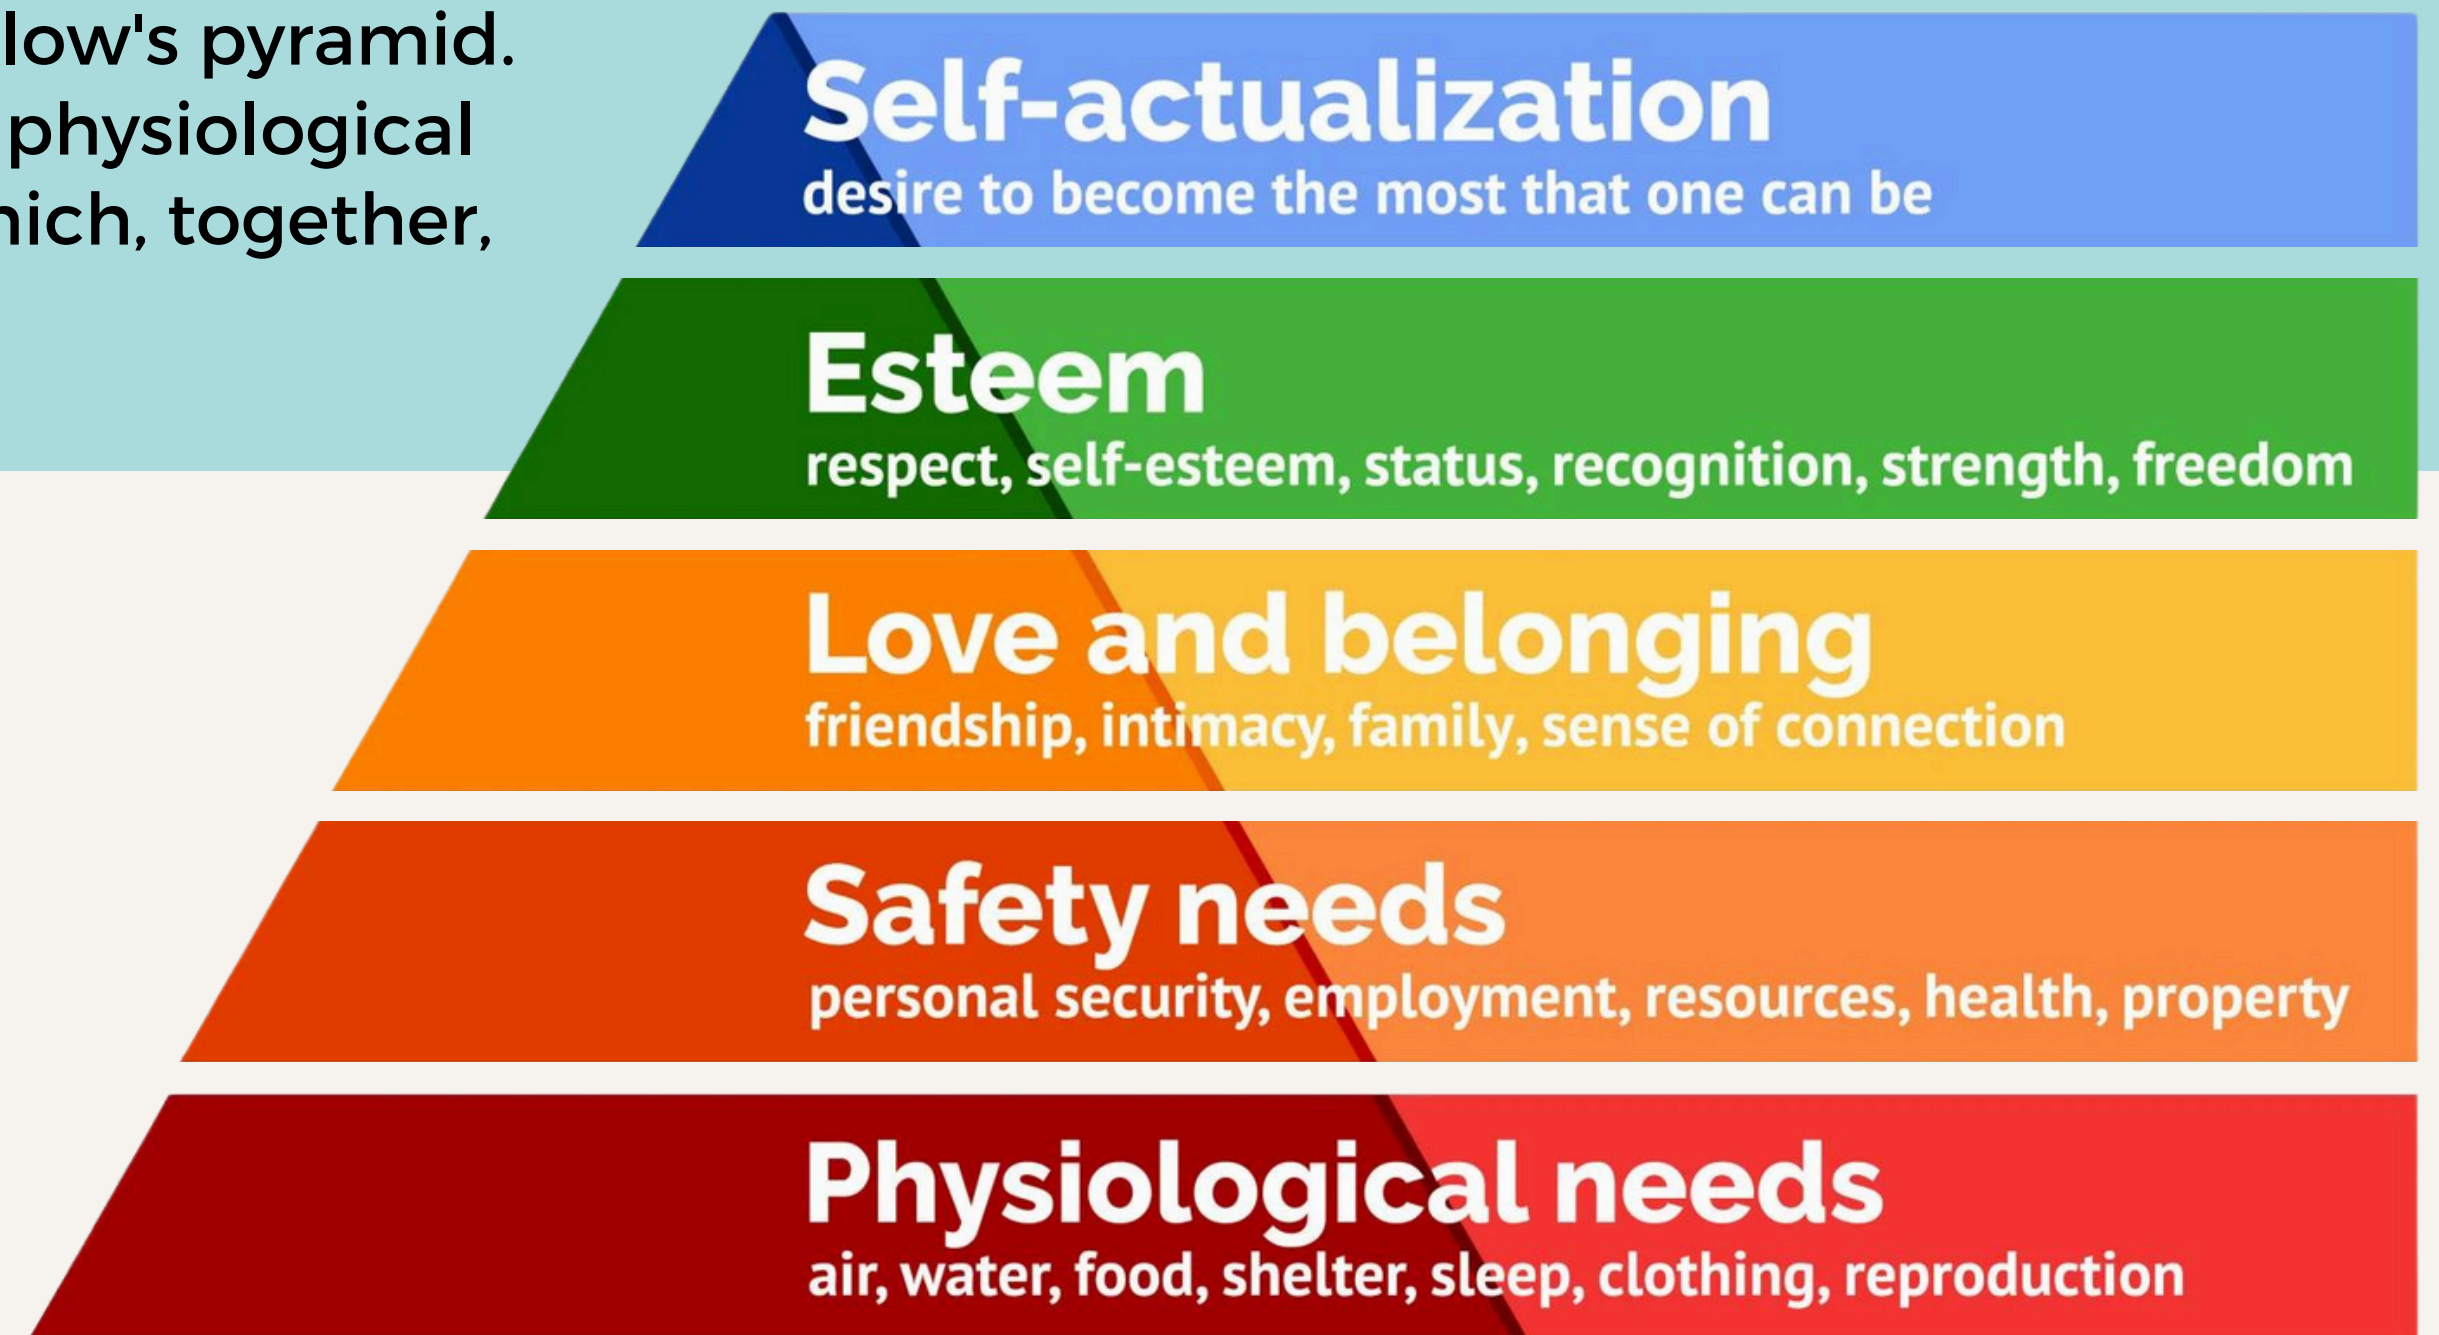 low's pyramid.
physiological
together,
Self-actualization
desire to become the most that one can be
Esteem
respect, self-esteem, status, recognition, strength, freedom
Love and belonging
friendship, intimacy, family, sense of connection
Safety needs
personal security, employment, resources, health, property
Physiological needs
air, water, food, shelter, sleep, clothing, reproduction